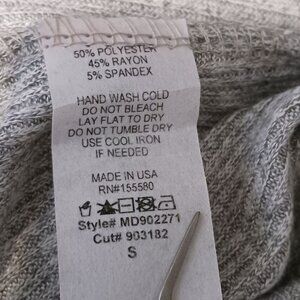 50% POLYESTER
45% RAYON
5% SPANDEX
HAND WASH COLD
DO NOT BLEACH
LAY FLAT TO DRY
DO NOT TUMBLE DRY
USE COOL IRON
IF NEEDED
MADE IN USA
RN#155580
Style# MD902271
Cut# 903182
S